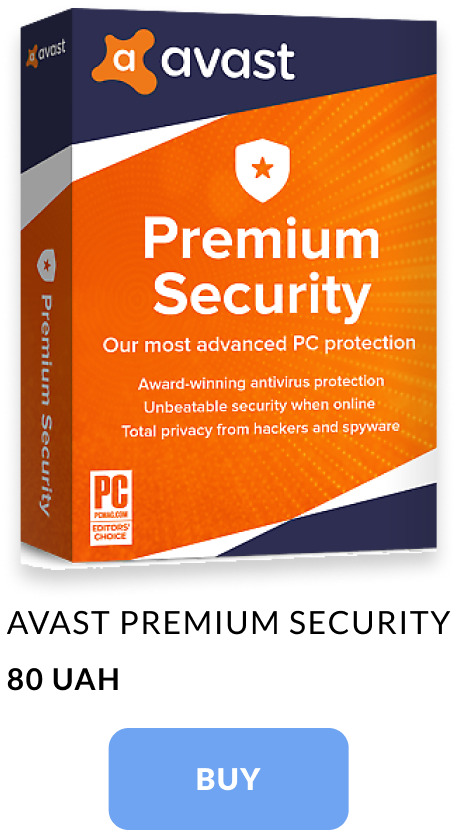 avast
avast
Premium
Security
Our most advanced PC protection
Award-winning antivirus protection
Unbeatable security when online
Total privacy from hackers and spyware
Premium Security
PC
PCMAG.COM
EDITORS'
CHOICE
AVAST PREMIUM SECURITY
80 UAH
BUY